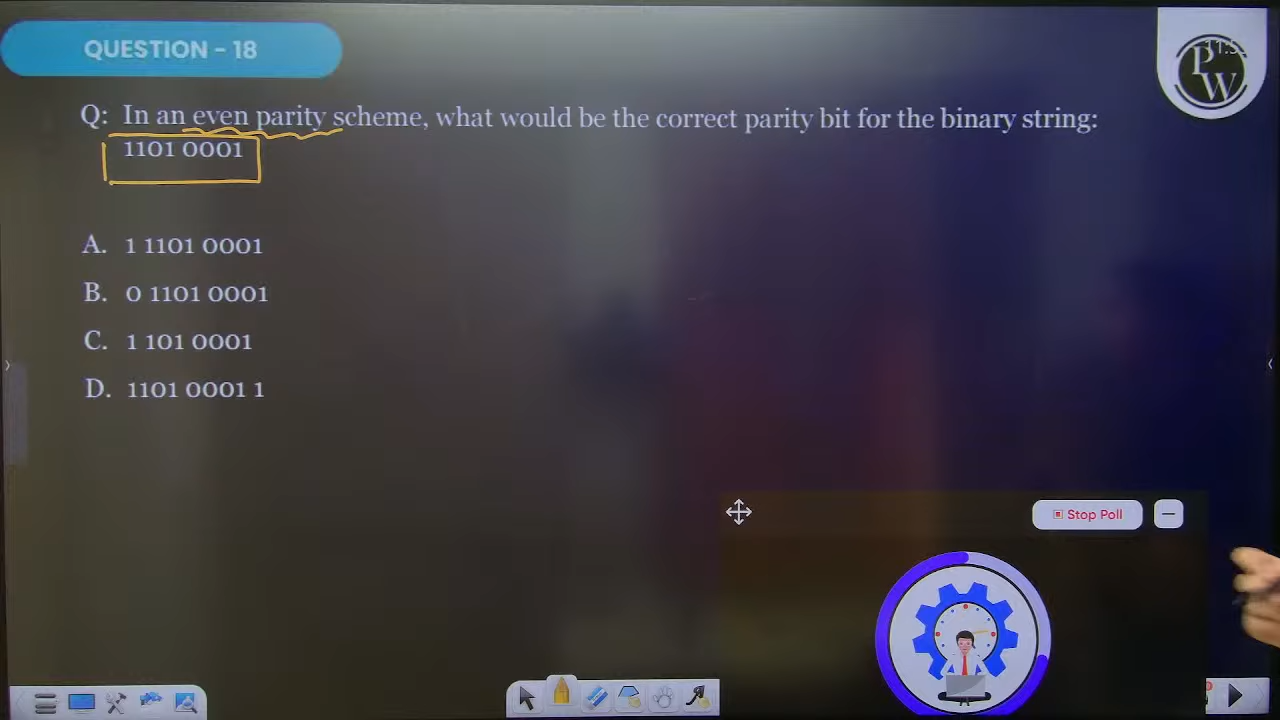 QUESTION - 18
PW
Q: In an even parity scheme, what would be the correct parity bit for the binary string:
1101 0001
A. 1 1101 0001
B. 0 1101 0001
C. 1 101 0001
D. 1101 0001 1
Stop Poll